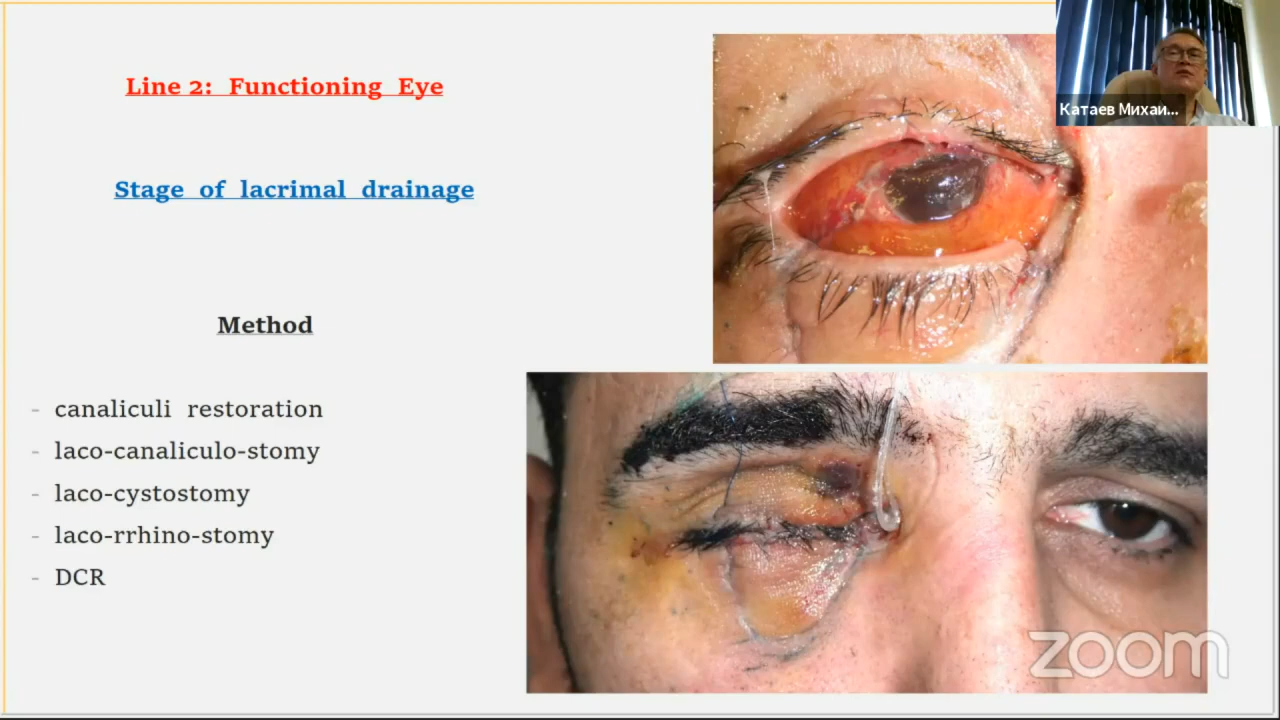 Line 2: Functioning Eye
Катаев Михаи...
Stage of lacrimal drainage
Method
- canaliculi restoration
- laco-canaliculo-stomy
- laco-cystostomy
- laco-rrhino-stomy
- DCR
zoom